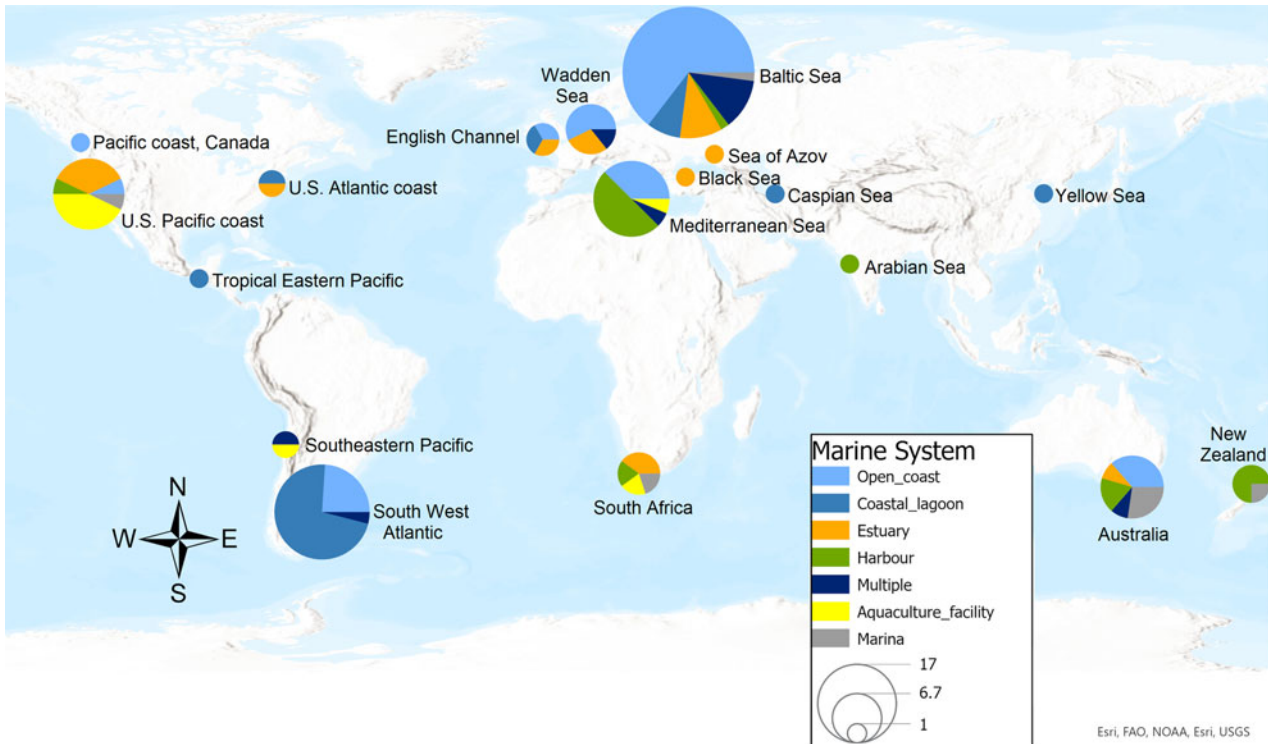 Wadden
Sea
Baltic Sea
English Channel
Pacific coast, Canada
Sea of Azov
U.S. Atlantic coast
Black Sea
Caspian Sea
Yellow Sea
U.S. Pacific coast
Mediterranean Sea
Tropical Eastern Pacific
Arabian Sea
Southeastern Pacific
South West
Atlantic
South Africa
Australia
New
Zealand
N
W
E
S
Marine System
Open_coast
Coastal_lagoon
Estuary
Harbour
Multiple
Aquaculture_facility
Marina
17
6.7
1
Esri, FAO, NOAA, Esri, USGS